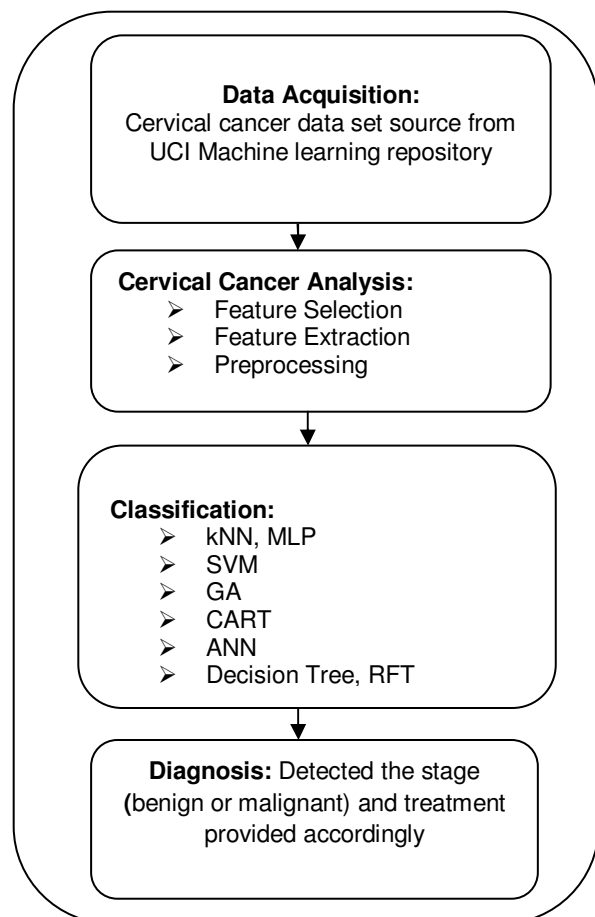 Data Acquisition:
Cervical cancer data set source from
UCI Machine learning repository
Cervical Cancer Analysis:
➢ Feature Selection
➢ Feature Extraction
➢ Preprocessing
Classification:
➢ kNN, MLP
➢ SVM
➢ GA
➢ CART
➢ ANN
➢ Decision Tree, RFT
Diagnosis: Detected the stage
(benign or malignant) and treatment
provided accordingly